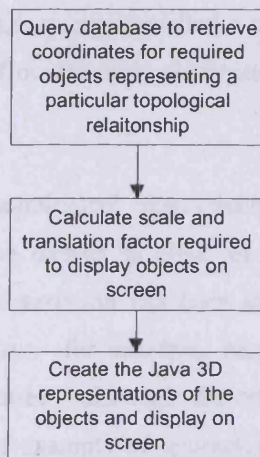 Query database to retrieve
coordinates for required
objects representing a
particular topological
relaitonship
Calculate scale and
translation factor required
to display objects on
screen
Create the Java 3D
representations of the
objects and display on
screen